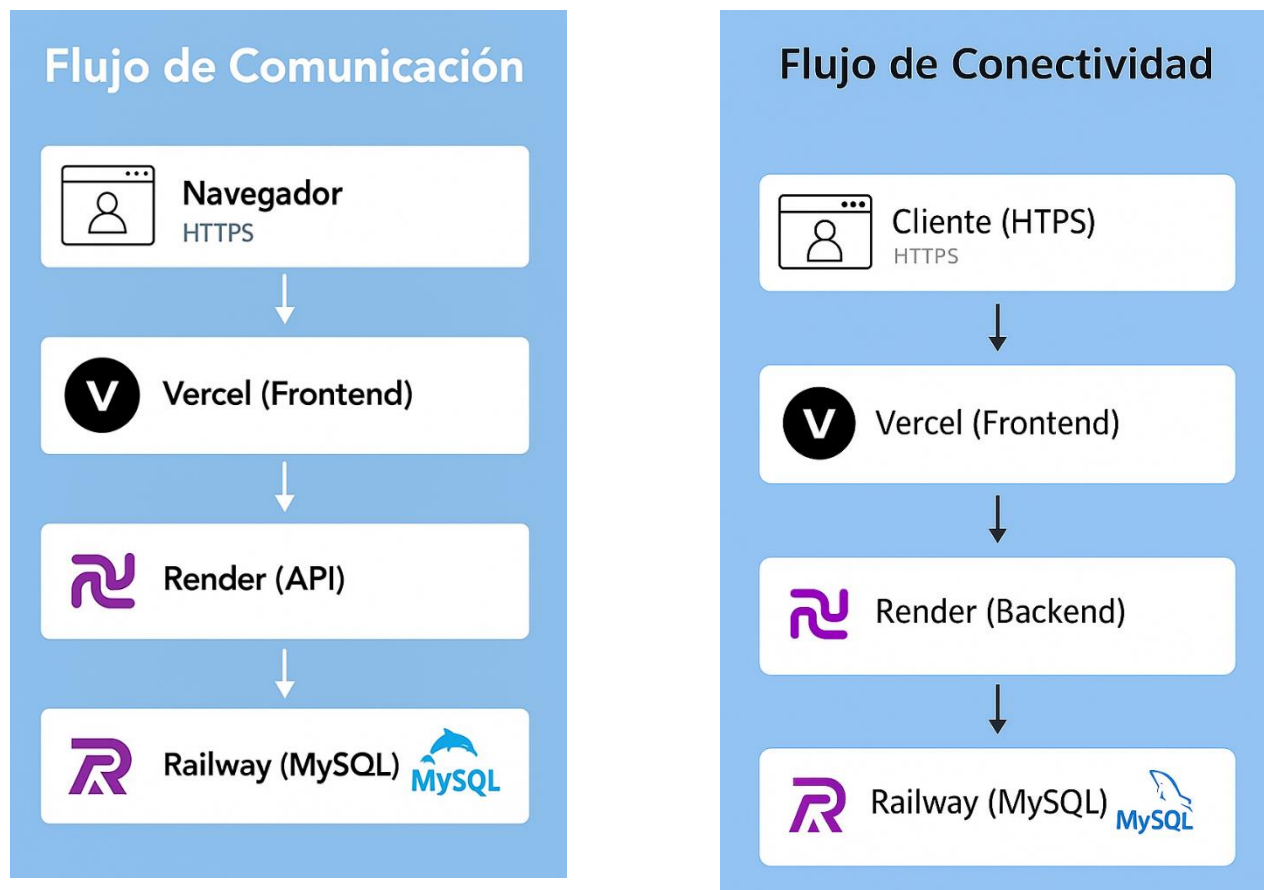 Flujo de Comunicación
Navegador
HTTPS
V
Vercel (Frontend)
Render (API)
Railway (MySQL)
MySQL
Flujo de Conectividad
Cliente (HTPS)
HTTPS
V
Vercel (Frontend)
Render (Backend)
Railway (MySQL)
MySQL